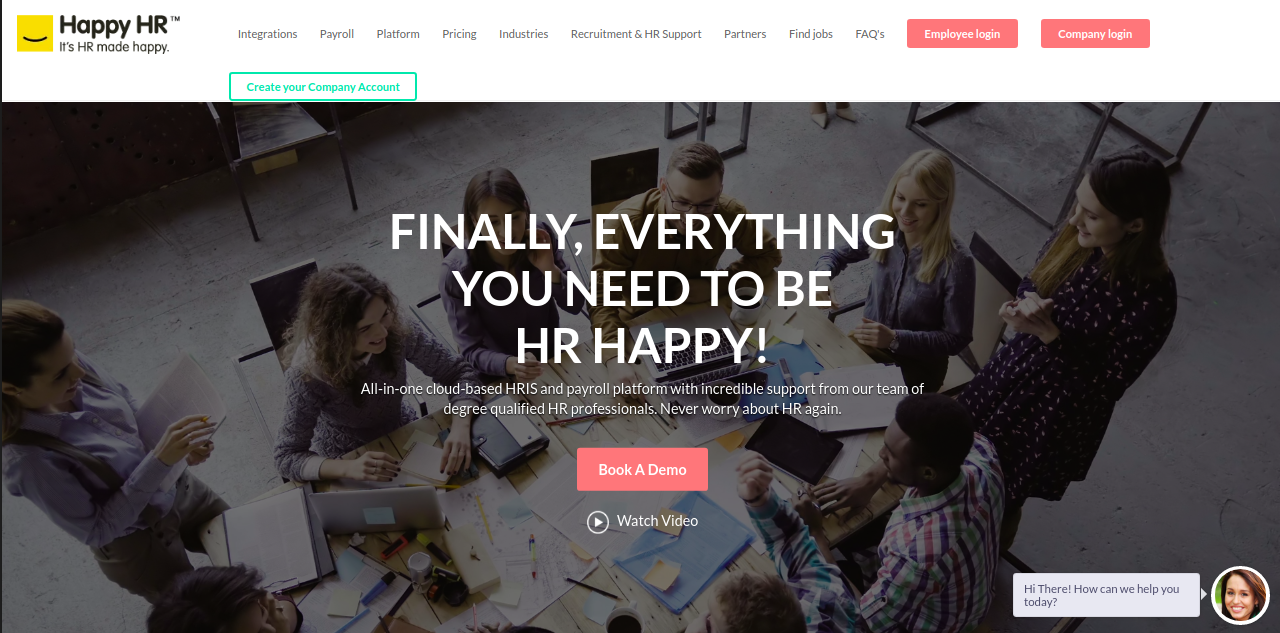 Happy HR™
It's HR made happy.
Integrations
Payroll
Platform
Pricing
Industries
Recruitment & HR Support
Partners
Find jobs
FAQ's
Employee login
Company login
Create your Company Account
FINALLY, EVERYTHING
YOU NEED TO BE
HR HAPPY!
All-in-one cloud-based HRIS and payroll platform with incredible support from our team of
degree qualified HR professionals. Never worry about HR again.
Book A Demo
Watch Video
Hi There! How can we help you
today?